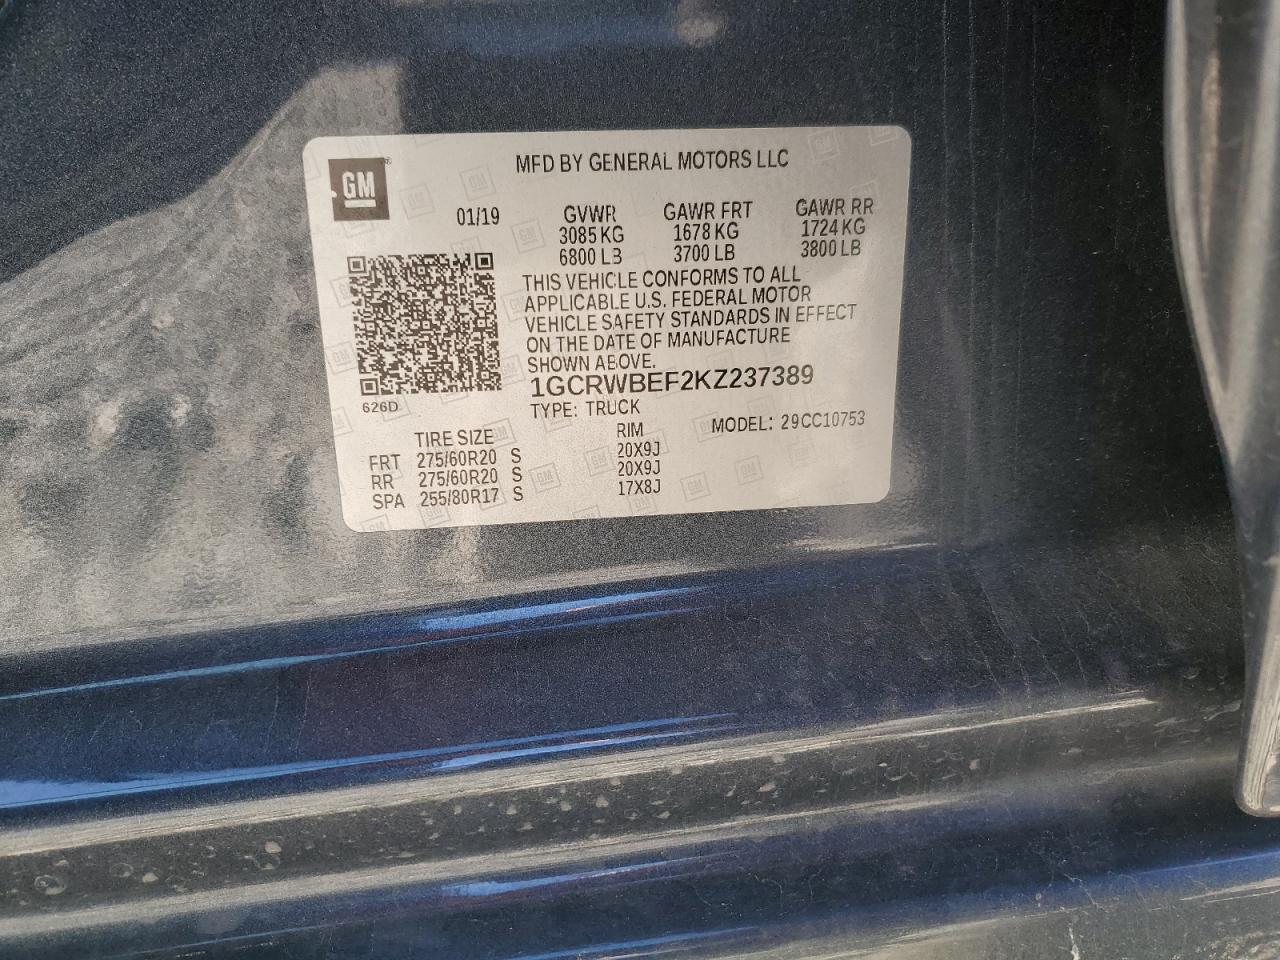 MFD BY GENERAL MOTORS LLC
GM
01/19 GVWR GAWR FRT GAWR RR
3085 KG 1678 KG 1724 KG
6800 LB 3700 LB 3800 LB
THIS VEHICLE CONFORMS TO ALL
APPLICABLE U.S. FEDERAL MOTOR
VEHICLE SAFETY STANDARDS IN EFFECT
ON THE DATE OF MANUFACTURE
SHOWN ABOVE.
1GCRWBEF2KZ237389
626D
TYPE: TRUCK MODEL: 29CC10753
TIRE SIZE RIM
FRT 275/60R20 S 20X9J
RR 275/60R20 S 20X9J
SPA 255/80R17 S 17X8J